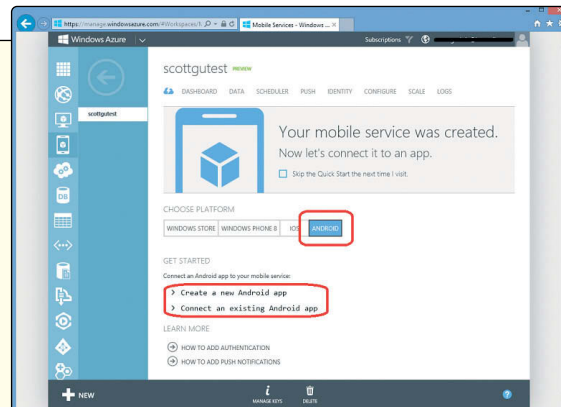 https://manage.windowsazure.com/#Workspaces/
Mobile Services - Windows ...
Windows Azure
Subscriptions
scottgutest
scottgutest PREVIEW
DASHBOARD DATA SCHEDULER PUSH IDENTITY CONFIGURE SCALE LOGS
Your mobile service was created.
Now let's connect it to an app.
Skip the Quick Start the next time I visit.
CHOOSE PLATFORM
WINDOWS STORE WINDOWS PHONE 8 IOS ANDROID
GET STARTED
Connect an Android app to your mobile service:
> Create a new Android app
> Connect an existing Android app
LEARN MORE
HOW TO ADD AUTHENTICATION
HOW TO ADD PUSH NOTIFICATIONS
DB
NEW
MANAGE KEYS
DELETE
?